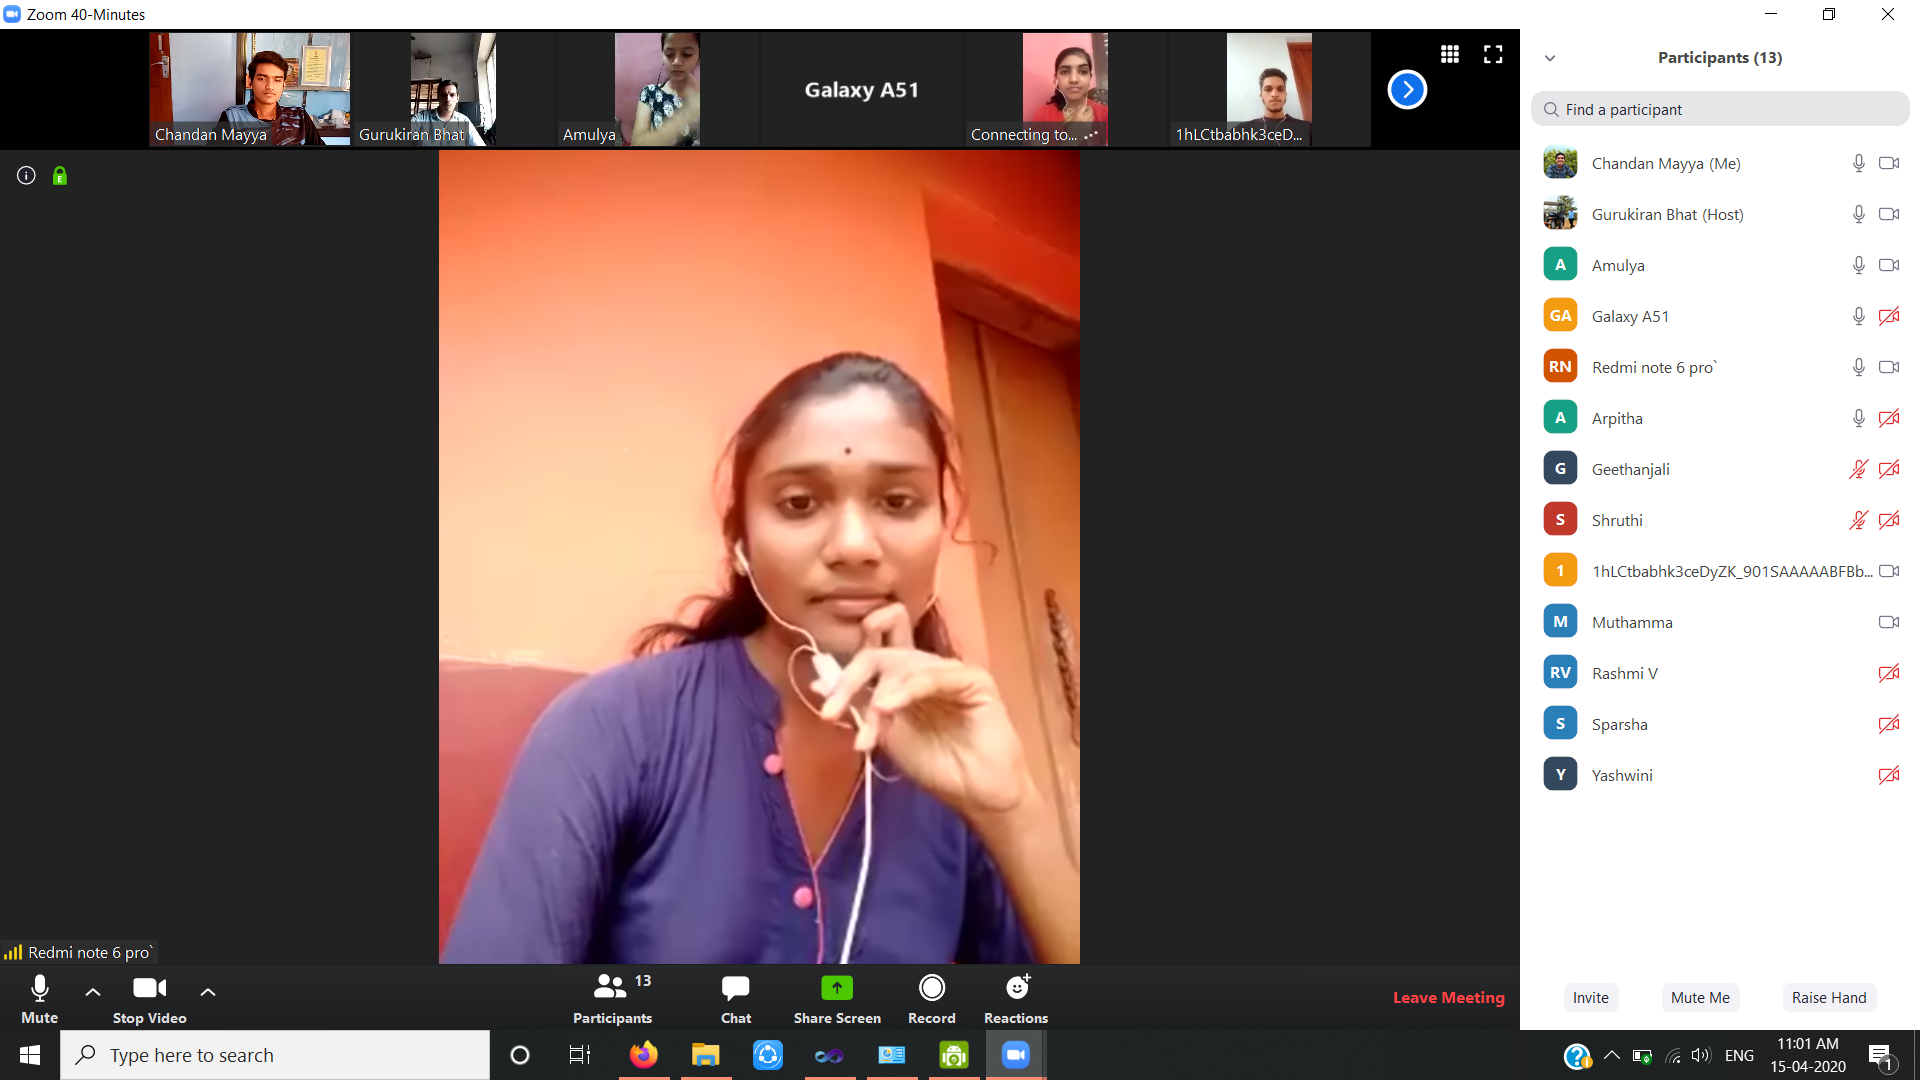 Zoom 40-Minutes
Chandan Mayya
Gurukiran Bhat
Amulya
Galaxy A51
Connecting to...
1hLCtbabhk3ceD...
E
Redmi note 6 pro`
Mute
Stop Video
Participants
13
Chat
Share Screen
Record
Reactions
Leave Meeting
Participants (13)
Find a participant
Chandan Mayya (Me)
Gurukiran Bhat (Host)
A Amulya
GA Galaxy A51
RN Redmi note 6 pro`
A Arpitha
G Geethanjali
S Shruthi
1 1hLCtbabhk3ceDyZK_901SAAAAABFBb...
M Muthamma
RV Rashmi V
S Sparsha
Y Yashwini
Invite
Mute Me
Raise Hand
Type here to search
ENG
11:01 AM
15-04-2020
1